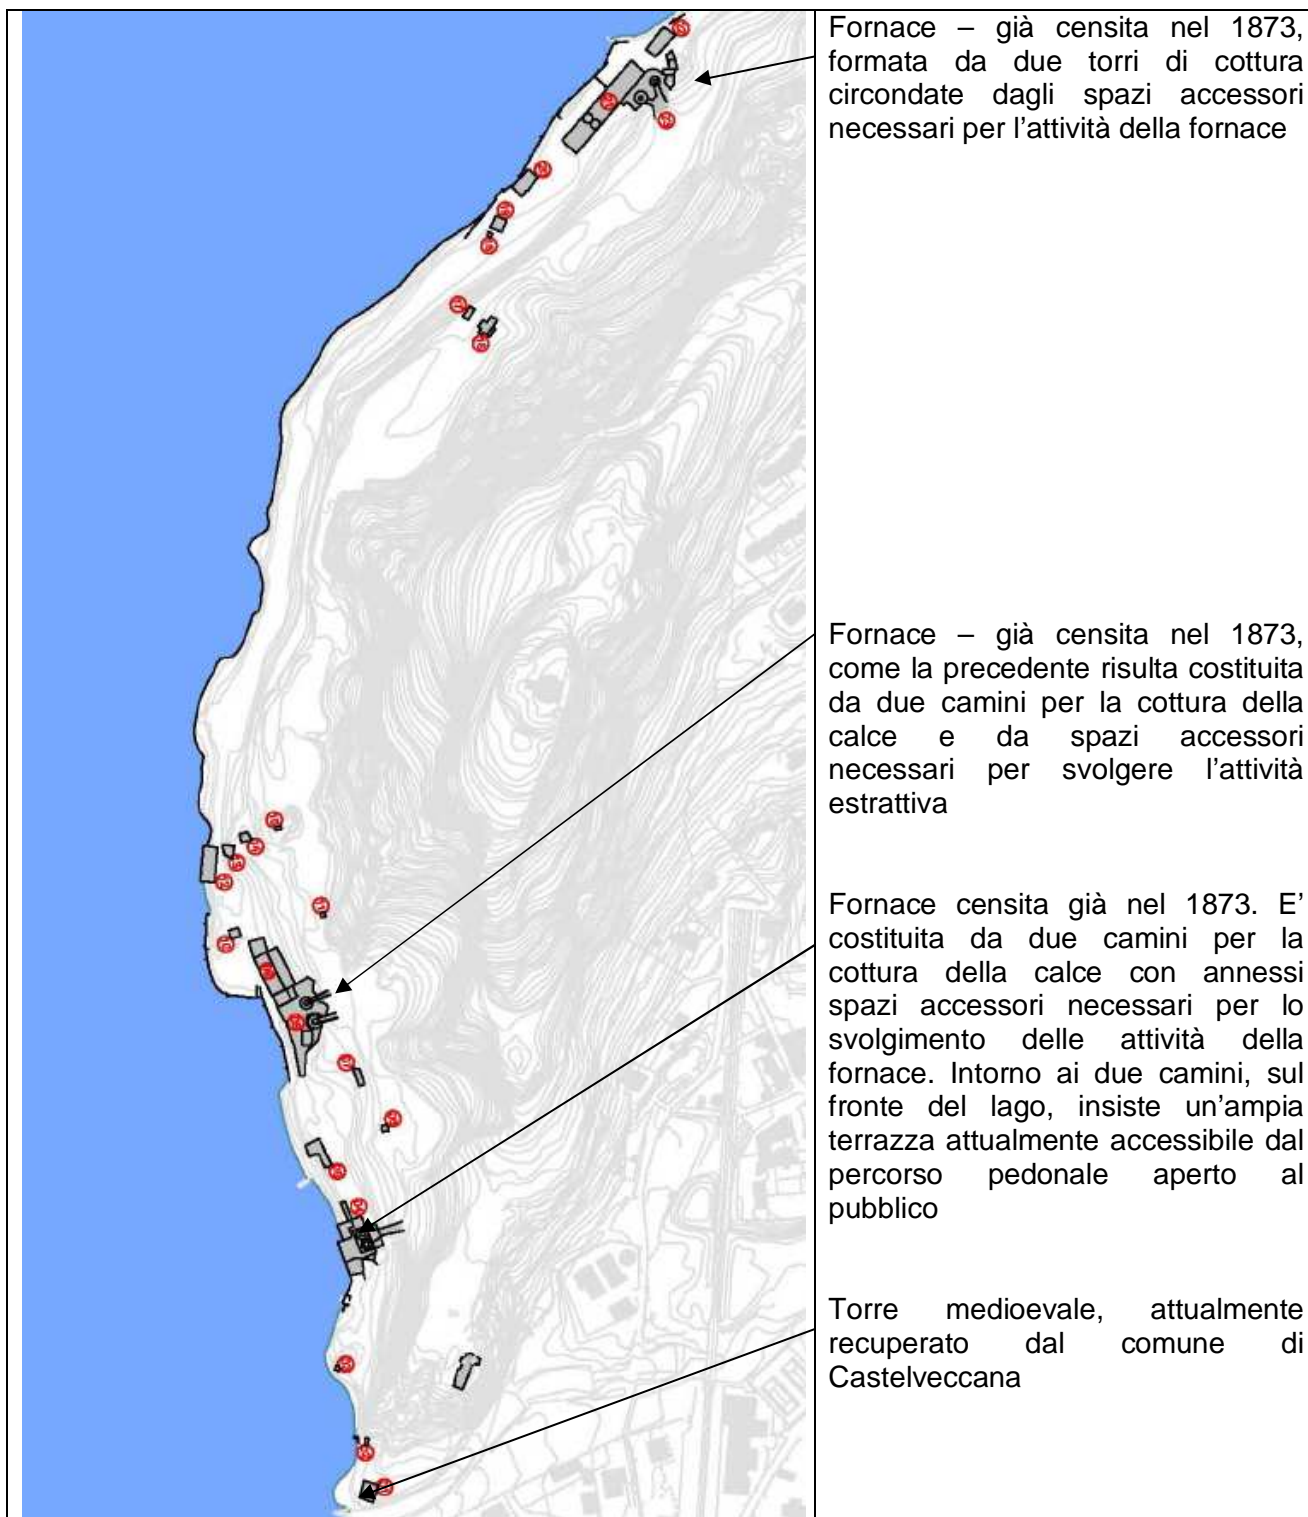 Fornace – già censita nel 1873,
formata da due torri di cottura
circondate dagli spazi accessori
necessari per l’attività della fornace
Fornace – già censita nel 1873,
come la precedente risulta costituita
da due camini per la cottura della
calce e da spazi accessori
necessari per svolgere l’attività
estrattiva
Fornace censita già nel 1873. E’
costituita da due camini per la
cottura della calce con annessi
spazi accessori necessari per lo
svolgimento delle attività della
fornace. Intorno ai due camini, sul
fronte del lago, insiste un’ampia
terrazza attualmente accessibile dal
percorso pedonale aperto al
pubblico
Torre medioevale, attualmente
recuperato dal comune di
Castelveccana